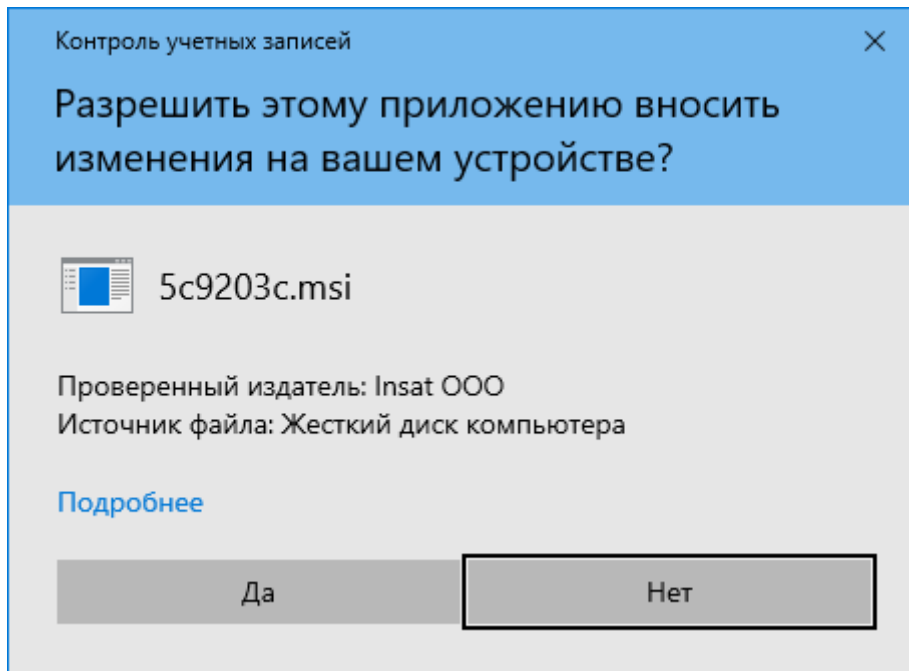 Контроль учетных записей
Разрешить этому приложению вносить
изменения на вашем устройстве?
5c9203c.msi
Проверенный издатель: Insat ООО
Источник файла: Жесткий диск компьютера
Подробнее
Да
Нет